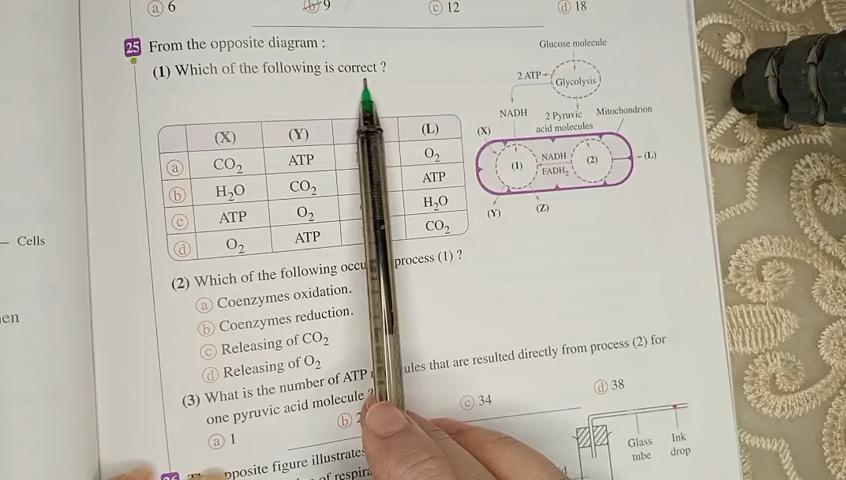 ⓐ 6 ⓑ 9 ⓒ 12 ⓓ 18
25 From the opposite diagram :
(1) Which of the following is correct ?
(X) (Y) (L)
ⓐ CO₂ ATP O₂
ⓑ H₂O CO₂ ATP
ⓒ ATP O₂ H₂O
ⓓ O₂ ATP CO₂
Glucose molecule
2 ATP
Glycolysis
NADH
2 Pyruvic
acid molecules
Mitochondrion
(X)
(1)
NADH
FADH₂
(2)
(L)
(Y)
(Z)
(2) Which of the following process (1) ?
ⓐ Coenzymes oxidation.
ⓑ Coenzymes reduction.
ⓒ Releasing of CO₂
ⓓ Releasing of O₂
(3) What is the number of ATP that are resulted directly from process (2) for
one pyruvic acid molecule
ⓐ 1 ⓑ ⓒ 34 ⓓ 38
Cells
opposite figure illustrates
of
Glass
tube
Ink
drop